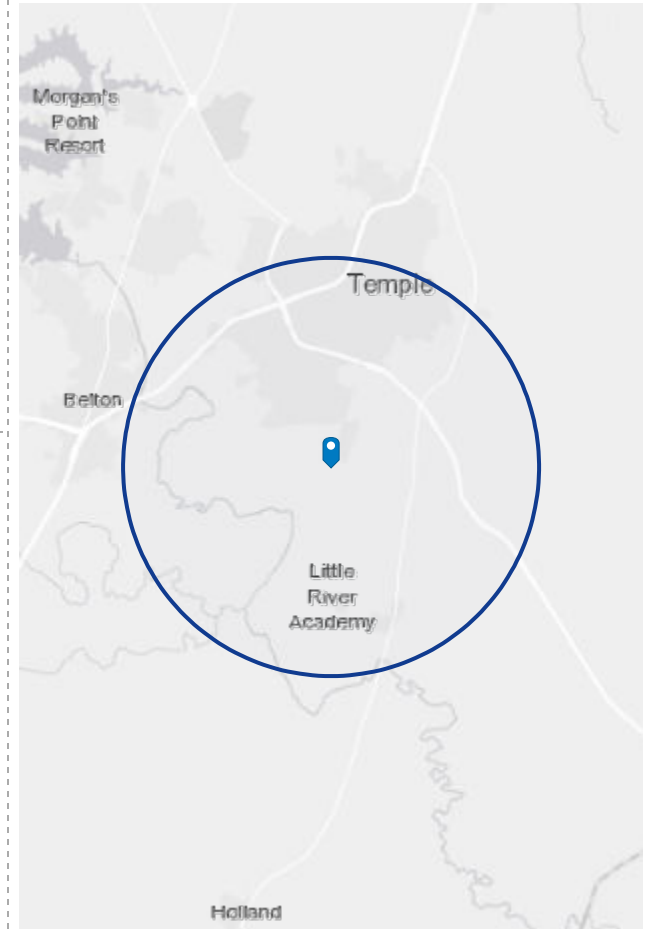 Morgan's
Point
Resort
Temple
Belton
Little
River
Academy
Holland